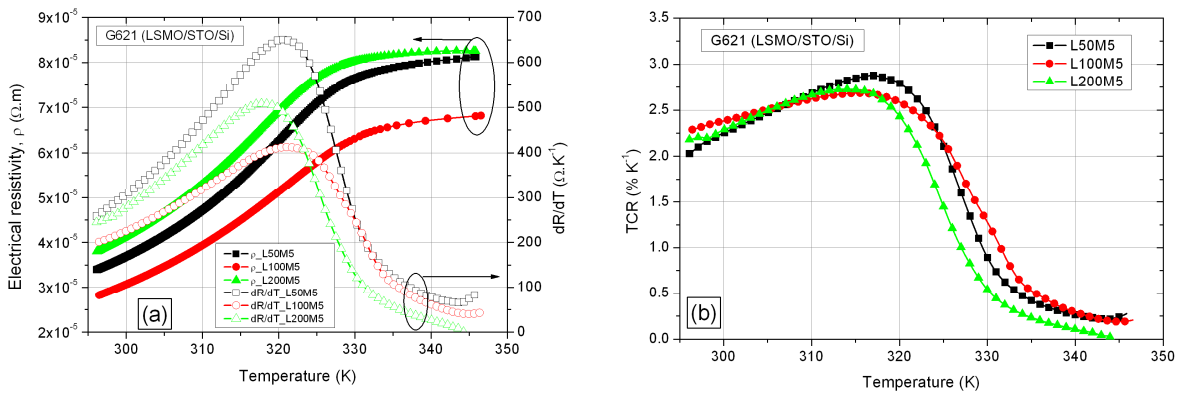 G621 (LSMO/STO/Si)
Electrical resistivity, ρ (Ω.m)
9x10⁻⁵
8x10⁻⁵
7x10⁻⁵
6x10⁻⁵
5x10⁻⁵
4x10⁻⁵
3x10⁻⁵
2x10⁻⁵
700
600
500
400
300
200
100
0
dR/dT (Ω.K⁻¹)
ρ_L50M5
ρ_L100M5
ρ_L200M5
dR/dT_L50M5
dR/dT_L100M5
dR/dT_L200M5
(a)
300 310 320 330 340 350
Temperature (K)
G621 (LSMO/STO/Si)
L50M5
L100M5
L200M5
TCR (% K⁻¹)
3.5
3.0
2.5
2.0
1.5
1.0
0.5
0.0
(b)
300 310 320 330 340 350
Temperature (K)